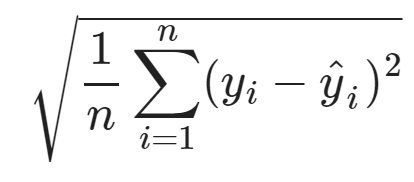 √(1/n ∑_{i=1}^{n} (y_i − ŷ_i)^2)